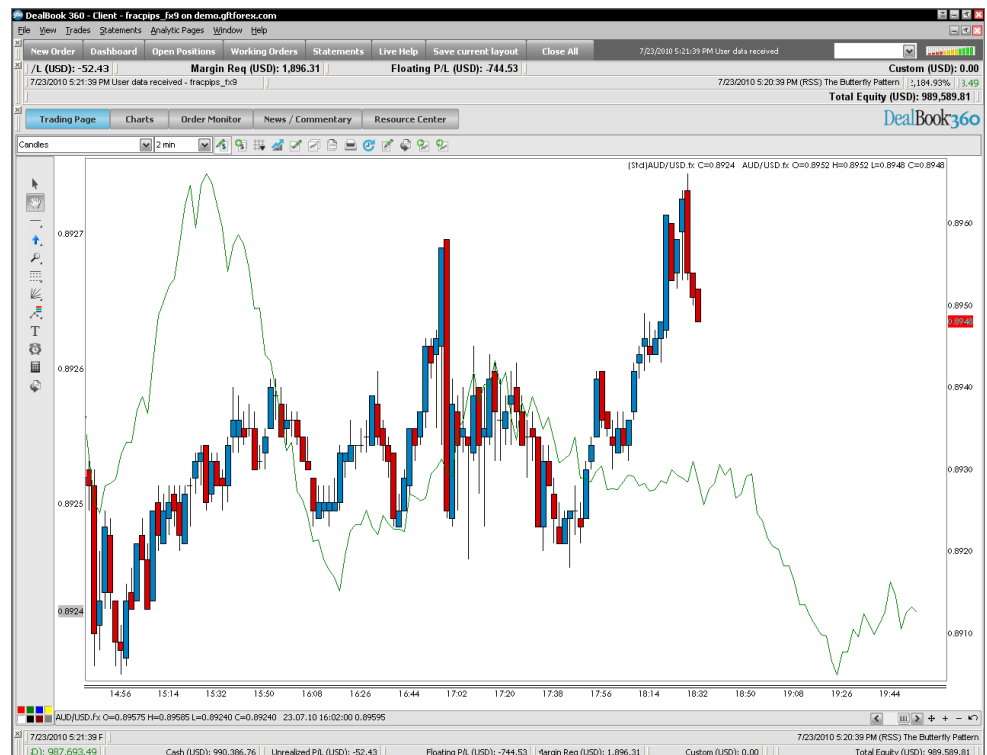 DealBook 360 - Client - fracpips_fx9 on demo.gftforex.com
File View Trades Statements Analytic Pages Window Help
New Order Dashboard Open Positions Working Orders Statements Live Help Save current layout Close All 7/23/2010 5:21:39 PM User data received
/L (USD): -52.43 Margin Req (USD): 1,896.31 Floating P/L (USD): -744.53 Custom (USD): 0.00
7/23/2010 5:21:39 PM User data received - fracpips_fx9 7/23/2010 5:20:39 PM (RSS) The Butterfly Pattern ,184.93% 3.49
Total Equity (USD): 989,589.81
Trading Page Charts Order Monitor News / Commentary Resource Center DealBook360
Candles 2 min
(Std)AUD/USD.fx C=0.8924 AUD/USD.fx O=0.8952 H=0.8952 L=0.8948 C=0.8948
0.8960
0.8927
0.8950
0.8948
0.8926
0.8940
0.8930
0.8925
0.8920
0.8924
0.8910
T
14:56 15:14 15:32 15:50 16:08 16:26 16:44 17:02 17:20 17:38 17:56 18:14 18:32 18:50 19:08 19:26 19:44
AUD/USD.fx O=0.89575 H=0.89585 L=0.89240 C=0.89240 23.07.10 16:02:00 0.89595
7/23/2010 5:21:39 F 7/23/2010 5:20:39 PM (RSS) The Butterfly Pattern
D): 987,693.49 Cash (USD): 990,386.76 Unrealized P/L (USD): -52.43 Floating P/L (USD): -744.53 Margin Req (USD): 1,896.31 Custom (USD): 0.00 Total Equity (USD): 989,589.81